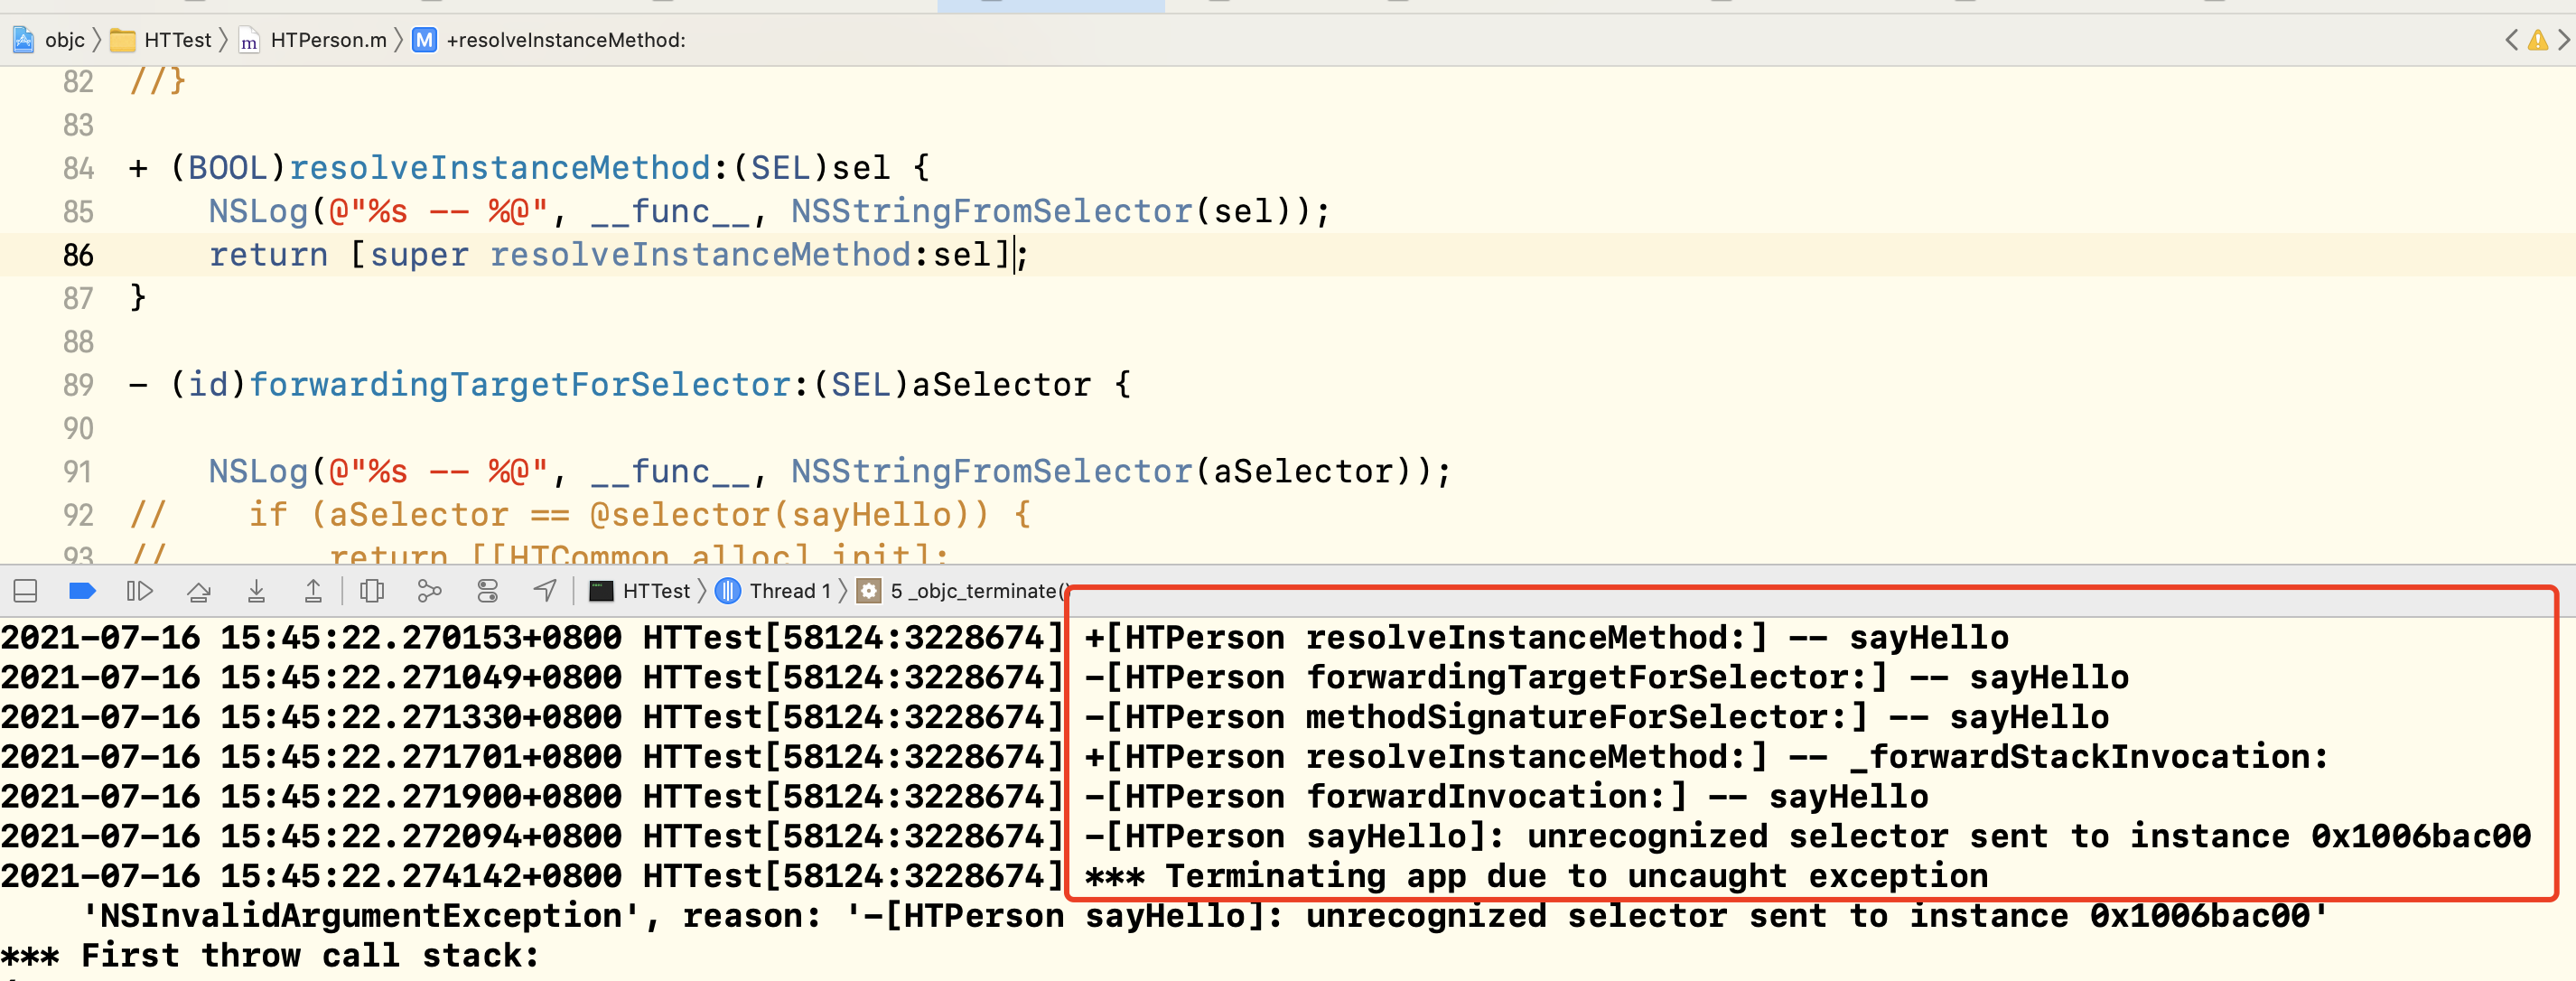 objc 〉 HTTest 〉 m HTPerson.m 〉 M +resolveInstanceMethod:
82 //}
83
84 + (BOOL)resolveInstanceMethod:(SEL)sel {
85     NSLog(@"%s -- %@", __func__, NSStringFromSelector(sel));
86     return [super resolveInstanceMethod:sel];
87 }
88
89 - (id)forwardingTargetForSelector:(SEL)aSelector {
90
91     NSLog(@"%s -- %@", __func__, NSStringFromSelector(aSelector));
92 //    if (aSelector == @selector(sayHello)) {
93 //        return [[HTCommon alloc] init];
HTTest 〉 Thread 1 〉 5 _objc_terminate()
2021-07-16 15:45:22.270153+0800 HTTest[58124:3228674] +[HTPerson resolveInstanceMethod:] -- sayHello
2021-07-16 15:45:22.271049+0800 HTTest[58124:3228674] -[HTPerson forwardingTargetForSelector:] -- sayHello
2021-07-16 15:45:22.271330+0800 HTTest[58124:3228674] -[HTPerson methodSignatureForSelector:] -- sayHello
2021-07-16 15:45:22.271701+0800 HTTest[58124:3228674] +[HTPerson resolveInstanceMethod:] -- _forwardStackInvocation:
2021-07-16 15:45:22.271900+0800 HTTest[58124:3228674] -[HTPerson forwardInvocation:] -- sayHello
2021-07-16 15:45:22.272094+0800 HTTest[58124:3228674] -[HTPerson sayHello]: unrecognized selector sent to instance 0x1006bac00
2021-07-16 15:45:22.274142+0800 HTTest[58124:3228674] *** Terminating app due to uncaught exception
    'NSInvalidArgumentException', reason: '-[HTPerson sayHello]: unrecognized selector sent to instance 0x1006bac00'
*** First throw call stack: